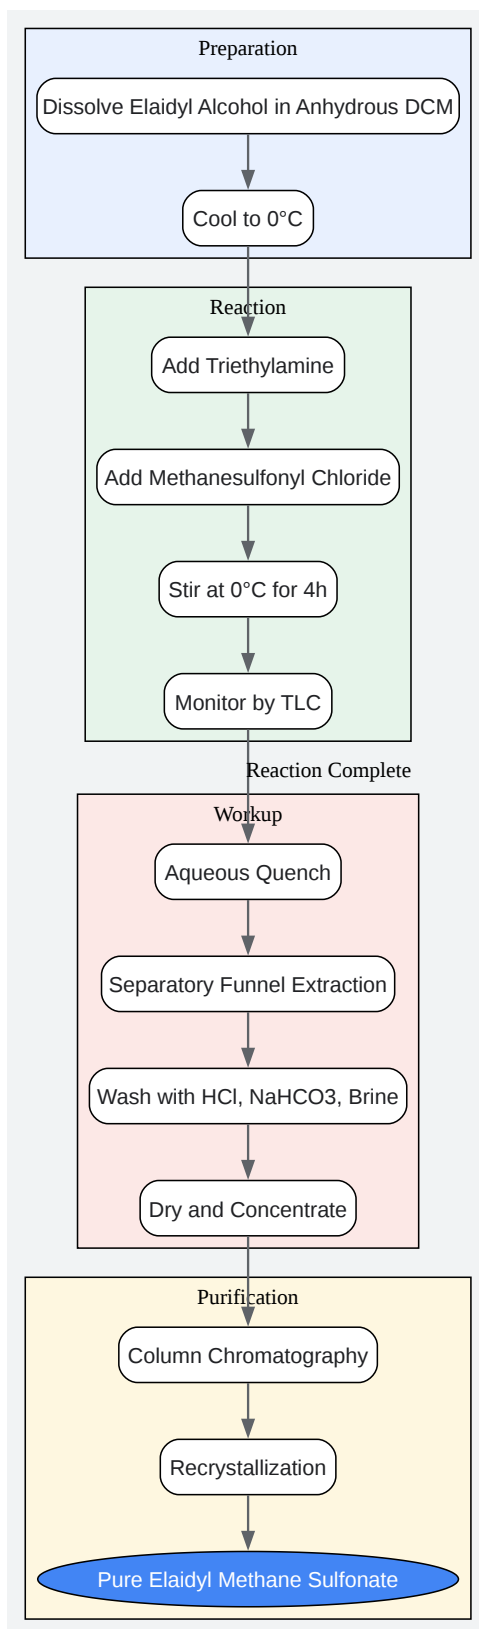 Preparation
Dissolve Elaidyl Alcohol in Anhydrous DCM
Cool to 0°C
Reaction
Add Triethylamine
Add Methanesulfonyl Chloride
Stir at 0°C for 4h
Monitor by TLC
Reaction Complete
Workup
Aqueous Quench
Separatory Funnel Extraction
Wash with HCl, NaHCO3, Brine
Dry and Concentrate
Purification
Column Chromatography
Recrystallization
Pure Elaidyl Methane Sulfonate